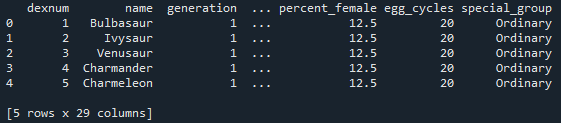 dexnum name generation ... percent_female egg_cycles special_group
0 1 Bulbasaur 1 ... 12.5 20 Ordinary
1 2 Ivysaur 1 ... 12.5 20 Ordinary
2 3 Venusaur 1 ... 12.5 20 Ordinary
3 4 Charmander 1 ... 12.5 20 Ordinary
4 5 Charmeleon 1 ... 12.5 20 Ordinary
[5 rows x 29 columns]